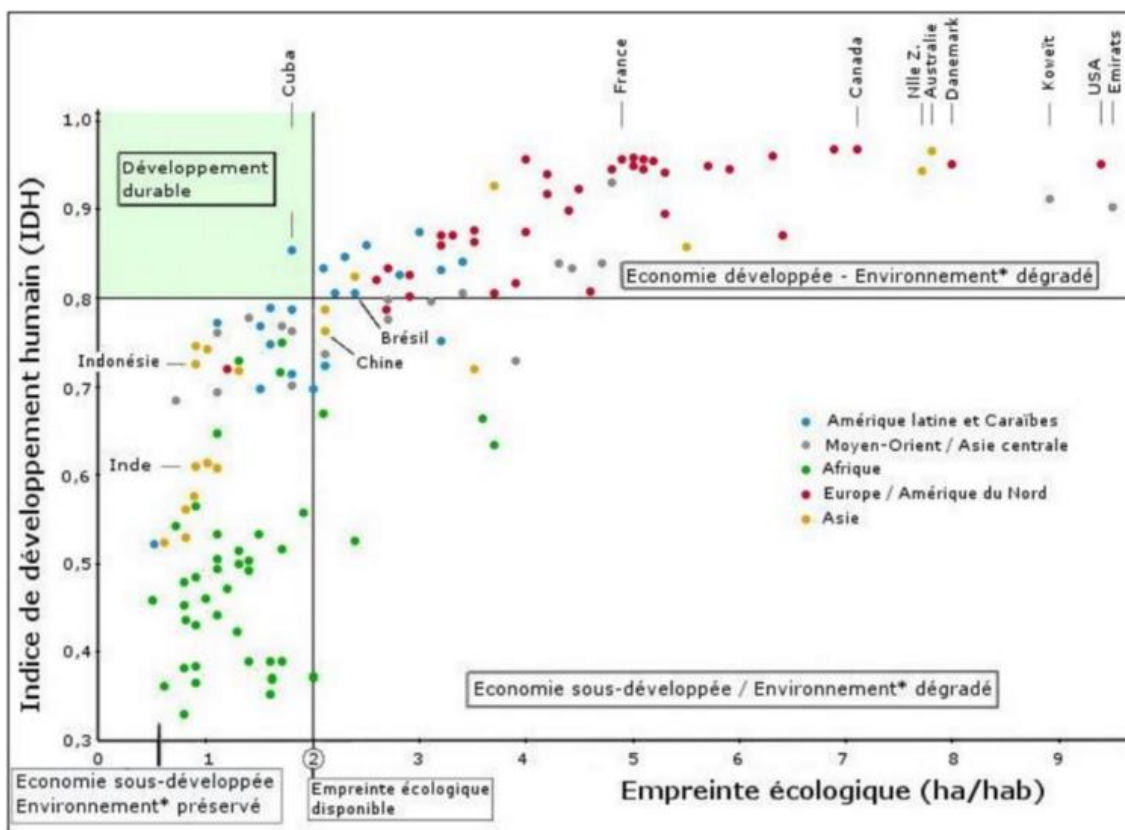 Cuba
France
Canada
Nlle Z.
Australie
Danemark
Koweït
USA
Emirats
Indice de développement humain (IDH)
1,0
0,9
0,8
0,7
0,6
0,5
0,4
0,3
Développement
durable
Economie développée - Environnement* dégradé
Brésil
Chine
Indonésie
Inde
Amérique latine et Caraïbes
Moyen-Orient / Asie centrale
Afrique
Europe / Amérique du Nord
Asie
Economie sous-développée / Environnement* dégradé
0 1 2 3 4 5 6 7 8 9
Economie sous-développée
Environnement* préservé
Empreinte écologique
disponible
Empreinte écologique (ha/hab)